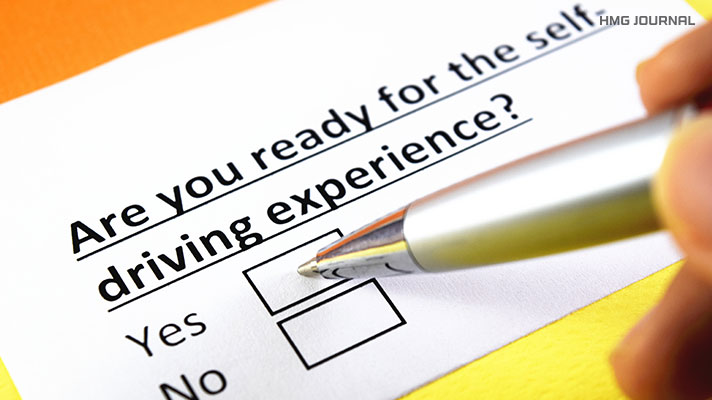 HMG JOURNAL
Are you ready for the self-
driving experience?
Yes
No